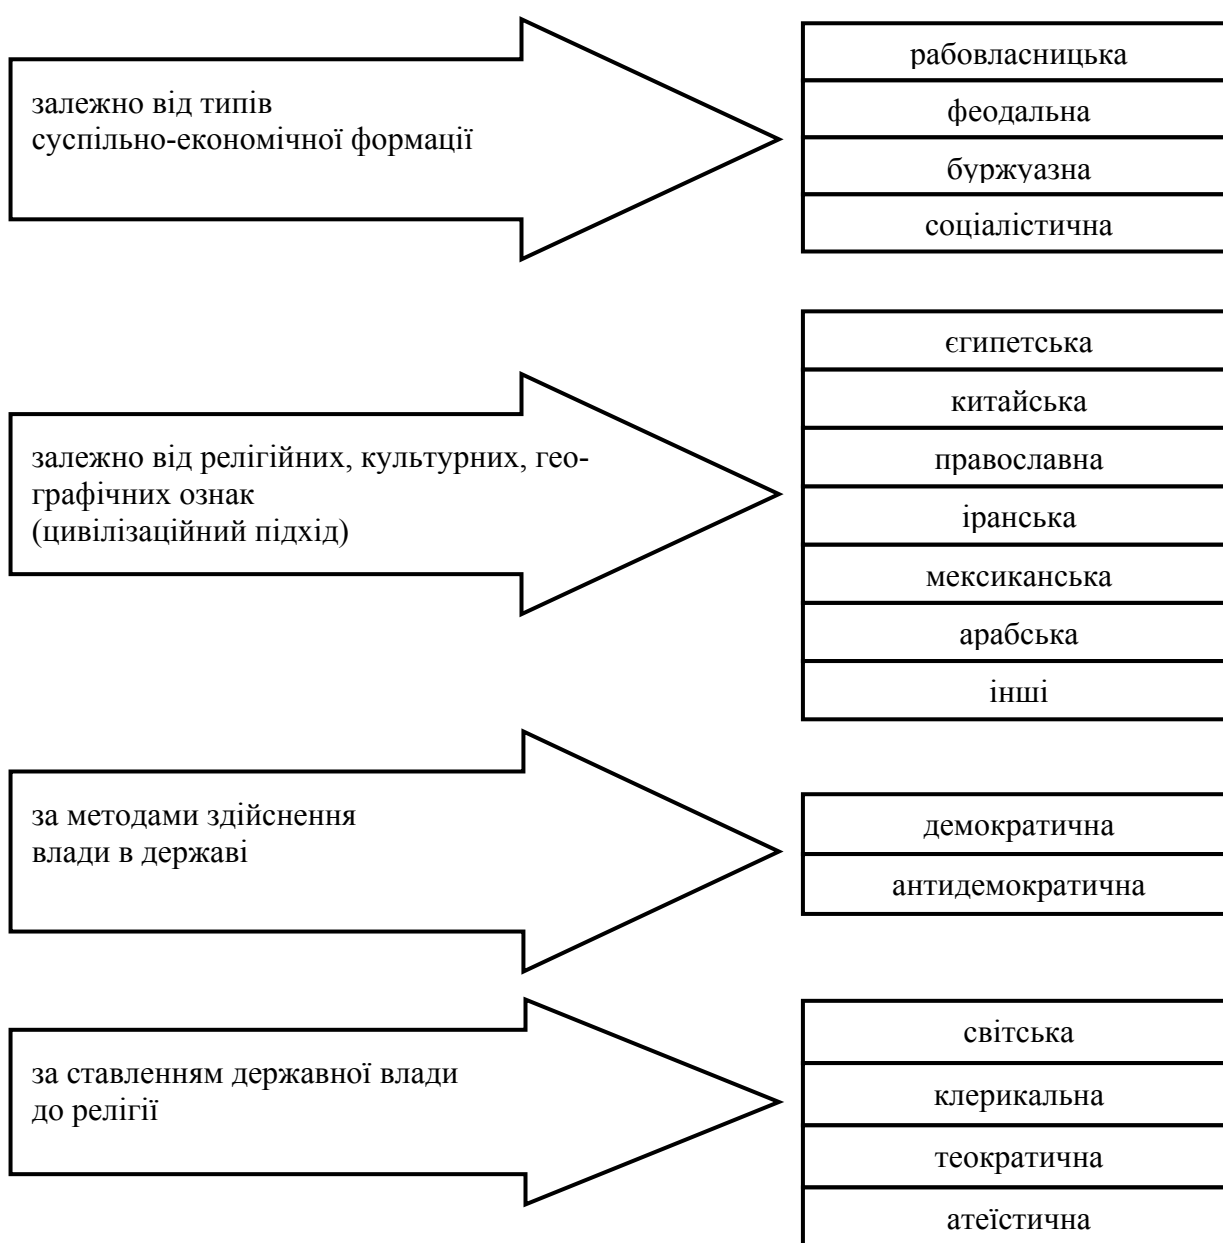 залежно від типів
суспільно-економічної формації
рабовласницька
феодальна
буржуазна
соціалістична
залежно від релігійних, культурних, гео-
графічних ознак
(цивілізаційний підхід)
єгипетська
китайська
православна
іранська
мексиканська
арабська
інші
за методами здійснення
влади в державі
демократична
антидемократична
за ставленням державної влади
до релігії
світська
клерикальна
теократична
атеїстична